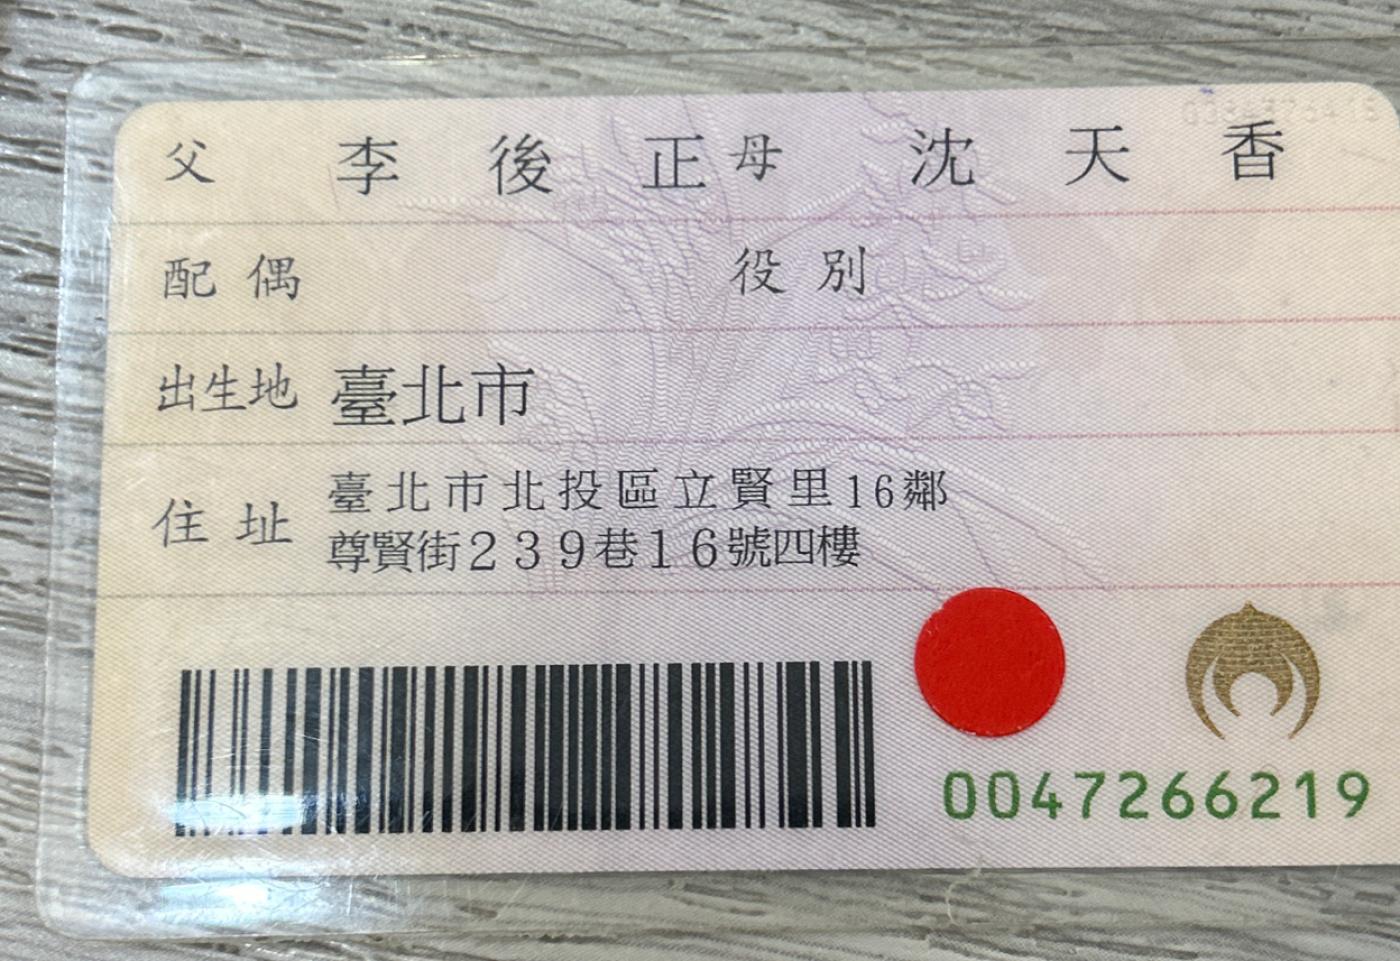 父 李後正 母 沈天香
配偶 役別
出生地 臺北市
住址 臺北市北投區立賢里16鄰
尊賢街239巷16號四樓
0047266219